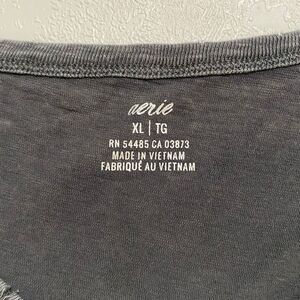 aerie
XL | TG
RN 54485 CA 03873
MADE IN VIETNAM
FABRIQUÉ AU VIETNAM